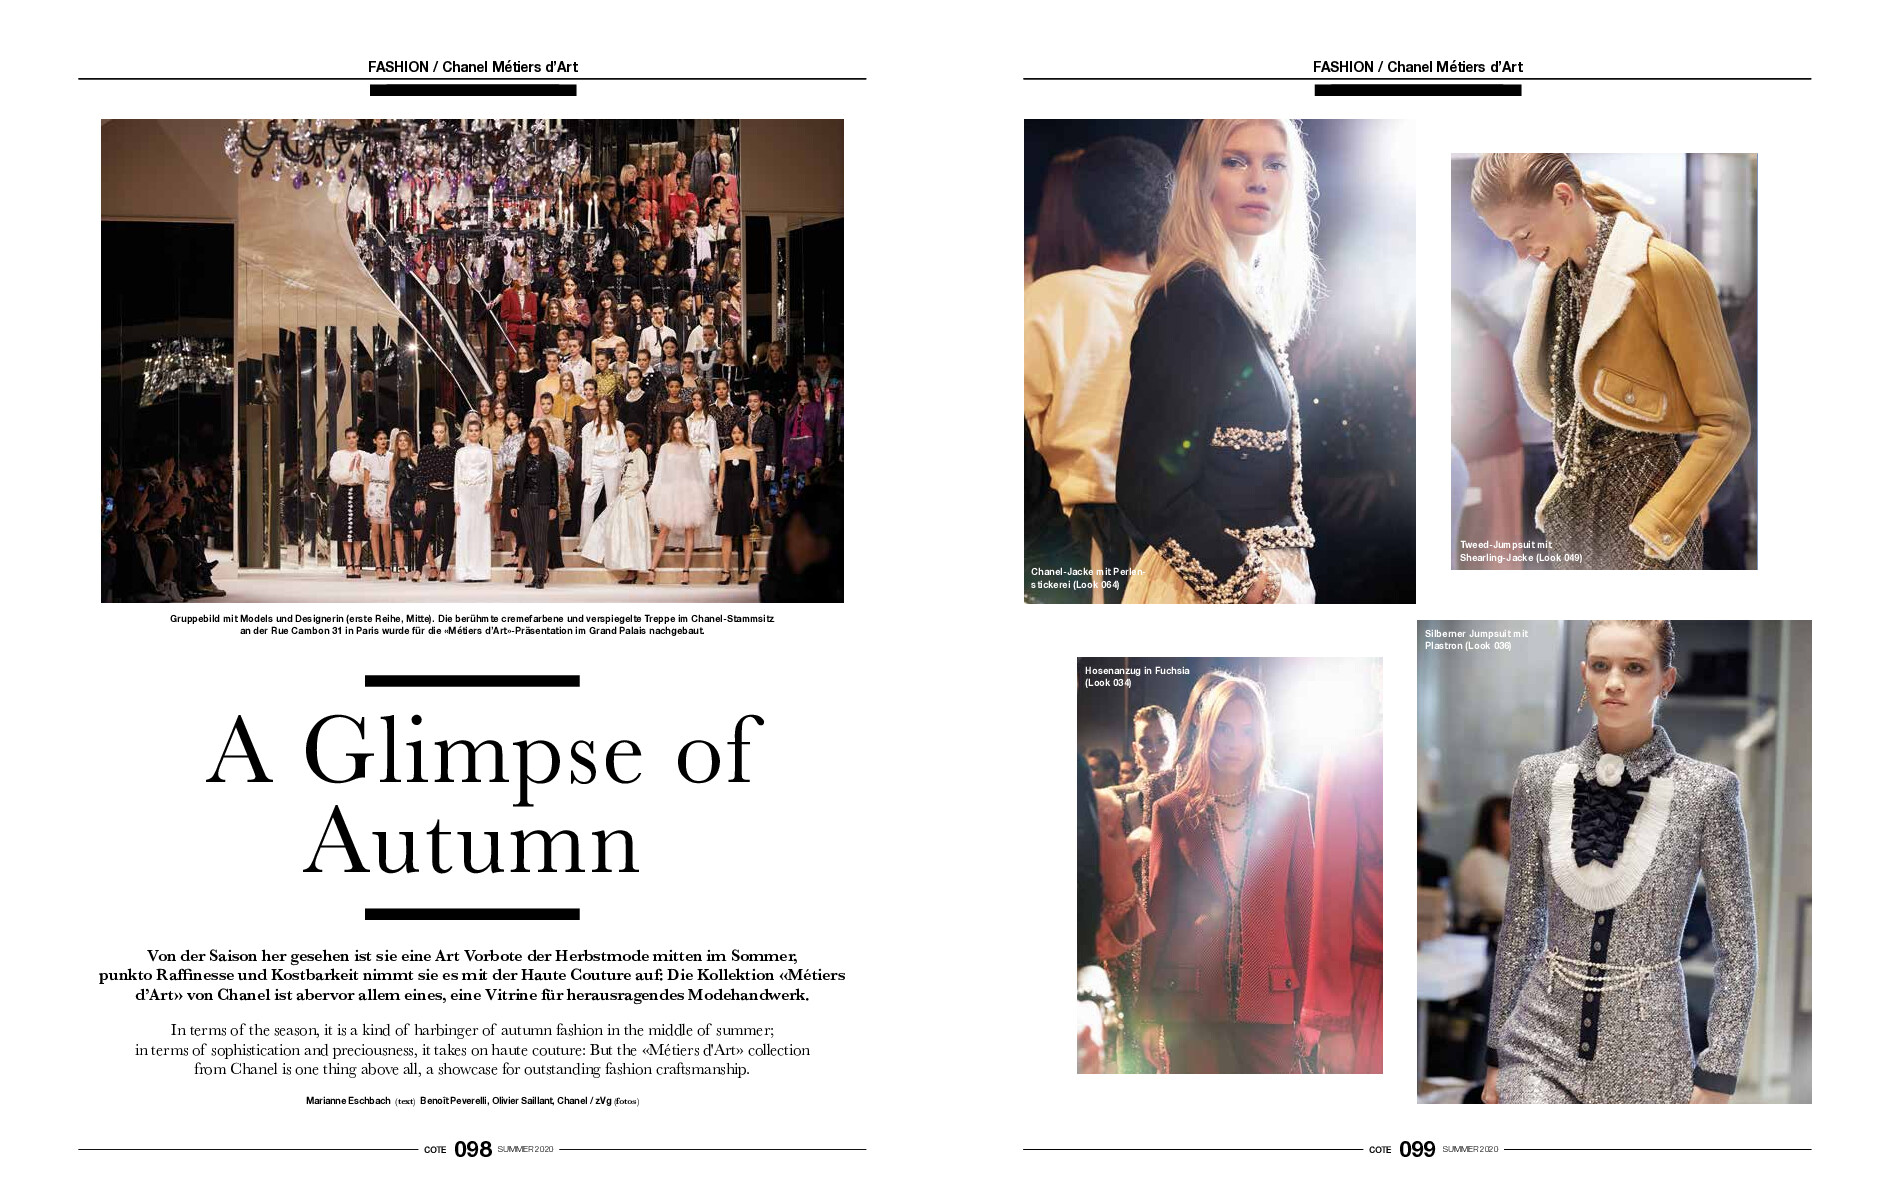 FASHION / Chanel Métiers d'Art
Gruppebild mit Models und Designerin (erste Reihe, Mitte). Die berühmte cremefarbene und verspiegelte Treppe im Chanel-Stammsitz
an der Rue Cambon 31 in Paris wurde für die «Métiers d'Art»-Präsentation im Grand Palais nachgebaut.
A Glimpse of
Autumn
Von der Saison her gesehen ist sie eine Art Vorbote der Herbstmode mitten im Sommer,
punkto Raffinesse und Kostbarkeit nimmt sie es mit der Haute Couture auf: Die Kollektion «Métiers
d'Art» von Chanel ist abervor allem eines, eine Vitrine für herausragendes Modehandwerk.
In terms of the season, it is a kind of harbinger of autumn fashion in the middle of summer;
in terms of sophistication and preciousness, it takes on haute couture: But the «Métiers d'Art» collection
from Chanel is one thing above all, a showcase for outstanding fashion craftsmanship.
Marianne Eschbach (text) Benoît Peverelli, Olivier Saillant, Chanel / zVg (fotos)
COTE 098 SUMMER 2020
FASHION / Chanel Métiers d'Art
Chanel-Jacke mit Perlen-
stickerei (Look 064)
Tweed-Jumpsuit mit
Shearling-Jacke (Look 049)
Hosenanzug in Fuchsia
(Look 034)
Silberner Jumpsuit mit
Plastron (Look 036)
COTE 099 SUMMER 2020